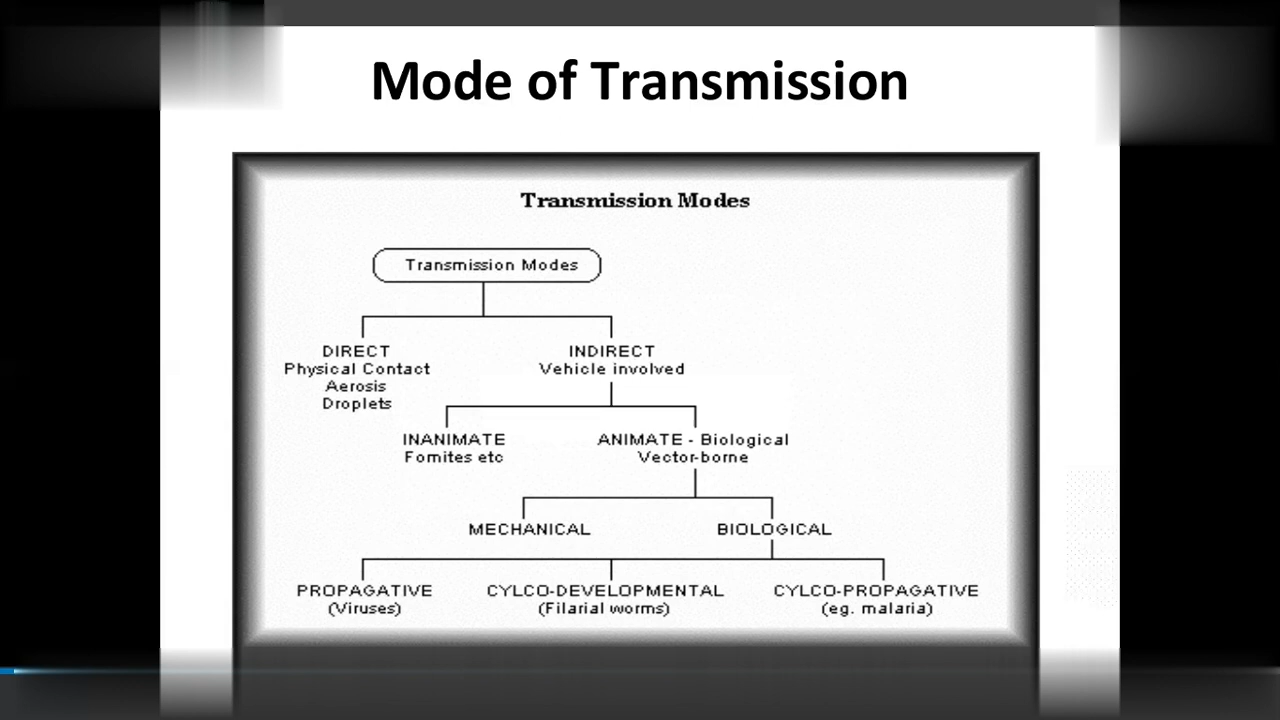 Mode of Transmission
Transmission Modes
Transmission Modes
DIRECT
Physical Contact
Aerosis
Droplets
INDIRECT
Vehicle involved
INANIMATE
Fomites etc
ANIMATE - Biological
Vector-borne
MECHANICAL
BIOLOGICAL
PROPAGATIVE
(Viruses)
CYLCO-DEVELOPMENTAL
(Filarial worms)
CYLCO-PROPAGATIVE
(eg. malaria)